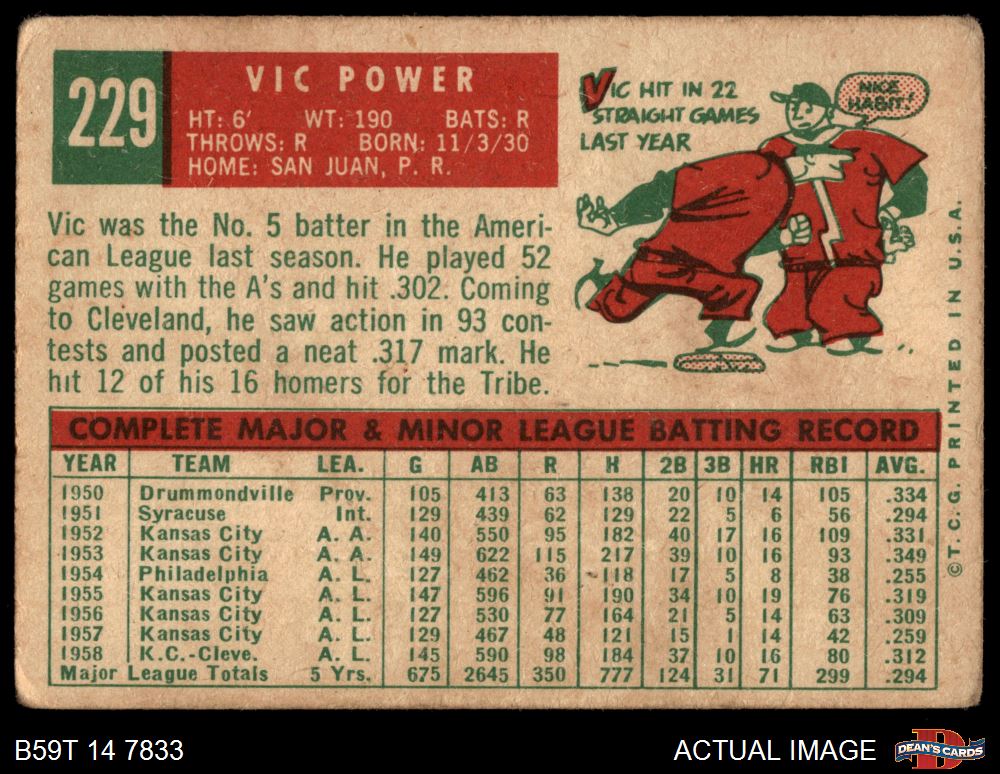 229
VIC POWER
HT: 6' WT: 190 BATS: R
THROWS: R BORN: 11/3/30
HOME: SAN JUAN, P. R.
VIC HIT IN 22
STRAIGHT GAMES
LAST YEAR
NICE
HABIT!
Vic was the No. 5 batter in the Ameri-
can League last season. He played 52
games with the A's and hit .302. Coming
to Cleveland, he saw action in 93 con-
tests and posted a neat .317 mark. He
hit 12 of his 16 homers for the Tribe.
COMPLETE MAJOR & MINOR LEAGUE BATTING RECORD
YEAR TEAM LEA. G AB R H 2B 3B HR RBI AVG.
1950 Drummondville Prov. 105 413 63 138 20 10 14 105 .334
1951 Syracuse Int. 129 439 62 129 22 5 6 56 .294
1952 Kansas City A. A. 140 550 95 182 40 17 16 109 .331
1953 Kansas City A. A. 149 622 115 217 39 10 16 93 .349
1954 Philadelphia A. L. 127 462 36 118 17 5 8 38 .255
1955 Kansas City A. L. 147 596 91 190 34 10 19 76 .319
1956 Kansas City A. L. 127 530 77 164 21 5 14 63 .309
1957 Kansas City A. L. 129 467 48 121 15 1 14 42 .259
1958 K.C.-Cleve. A. L. 145 590 98 184 37 10 16 80 .312
Major League Totals 5 Yrs. 675 2645 350 777 124 31 71 299 .294
©T. C. G. PRINTED IN U.S.A.
B59T 14 7833
ACTUAL IMAGE
D
DEAN'S CARDS